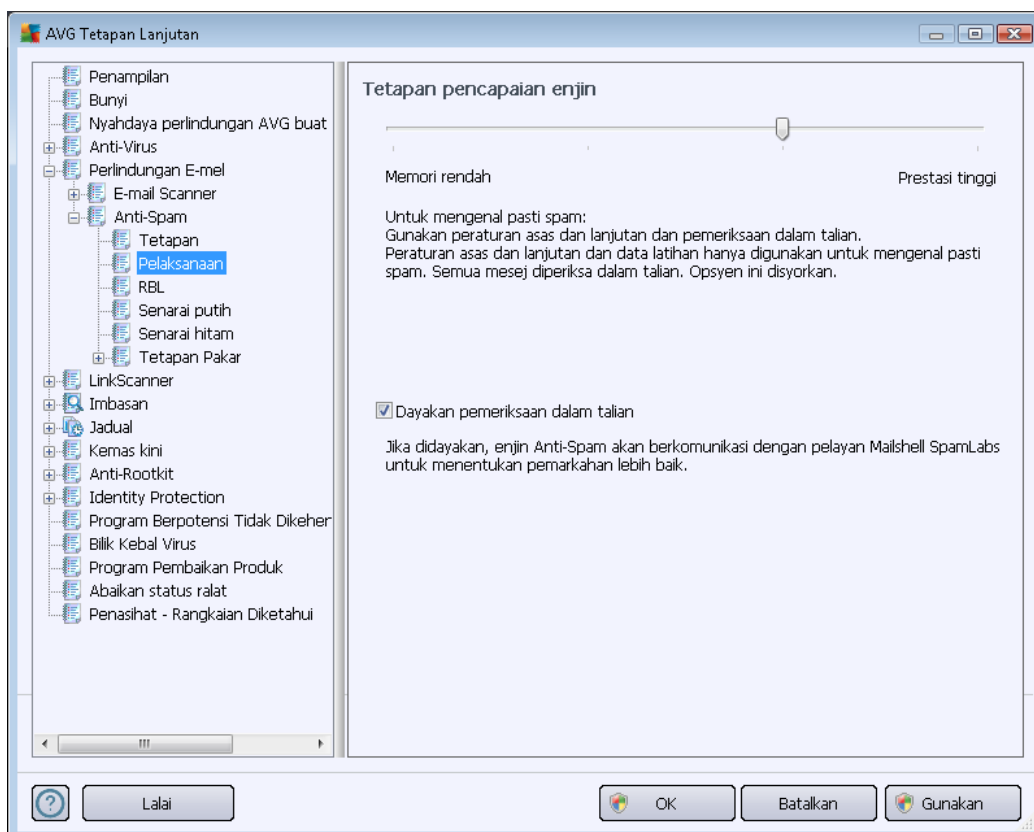 AVG Tetapan Lanjutan
Penampilan
Bunyi
Nyahdaya perlindungan AVG buat
Anti-Virus
Perlindungan E-mel
E-mail Scanner
Anti-Spam
Tetapan
Pelaksanaan
RBL
Senarai putih
Senarai hitam
Tetapan Pakar
LinkScanner
Imbasan
Jadual
Kemas kini
Anti-Rootkit
Identity Protection
Program Berpotensi Tidak Dikeher
Bilik Kebal Virus
Program Pembaikan Produk
Abaikan status ralat
Penasihat - Rangkaian Diketahui
Tetapan pencapaian enjin
Memori rendah
Prestasi tinggi
Untuk mengenal pasti spam:
Gunakan peraturan asas dan lanjutan dan pemeriksaan dalam talian.
Peraturan asas dan lanjutan dan data latihan hanya digunakan untuk mengenal pasti
spam. Semua mesej diperiksa dalam talian. Opsyen ini disyorkan.
Dayakan pemeriksaan dalam talian
Jika didayakan, enjin Anti-Spam akan berkomunikasi dengan pelayan Mailshell SpamLabs
untuk menentukan pemarkahan lebih baik.
Lalai
OK
Batalkan
Gunakan